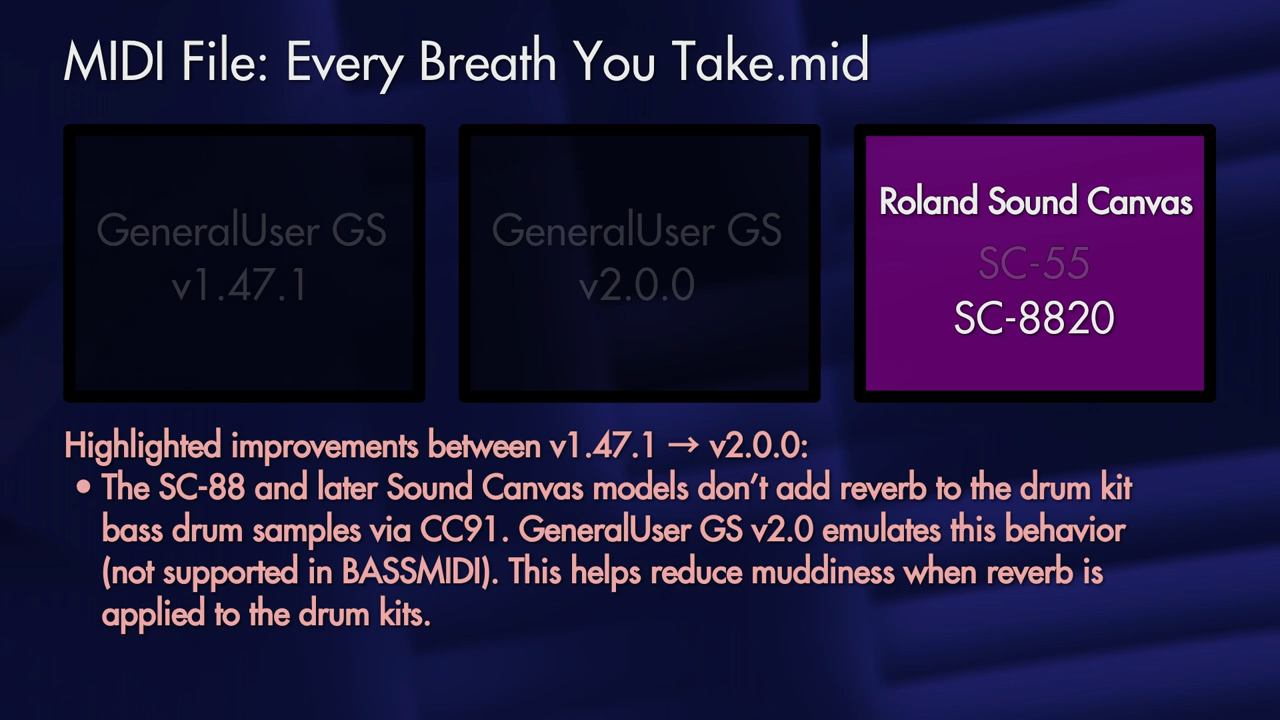 MIDI File: Every Breath You Take.mid
GeneralUser GS
v1.47.1
GeneralUser GS
v2.0.0
Roland Sound Canvas
SC-55
SC-8820
Highlighted improvements between v1.47.1 → v2.0.0:
• The SC-88 and later Sound Canvas models don’t add reverb to the drum kit
bass drum samples via CC91. GeneralUser GS v2.0 emulates this behavior
(not supported in BASSMIDI). This helps reduce muddiness when reverb is
applied to the drum kits.